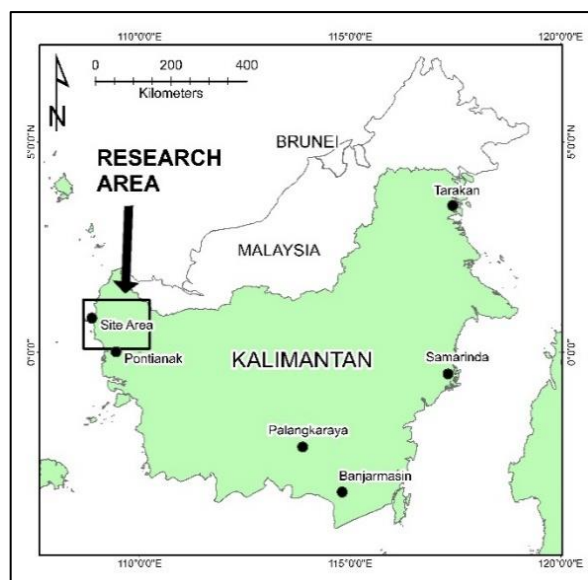 110°0'0"E
115°0'0"E
120°0'0"E
0 100 200 400
Kilometers
N
5°0'0"N
5°0'0"N
BRUNEI
RESEARCH
AREA
Tarakan
MALAYSIA
Site Area
Pontianak
KALIMANTAN
Samarinda
0°0'0"
0°0'0"
Palangkaraya
Banjarmasin
110°0'0"E
115°0'0"E
120°0'0"E